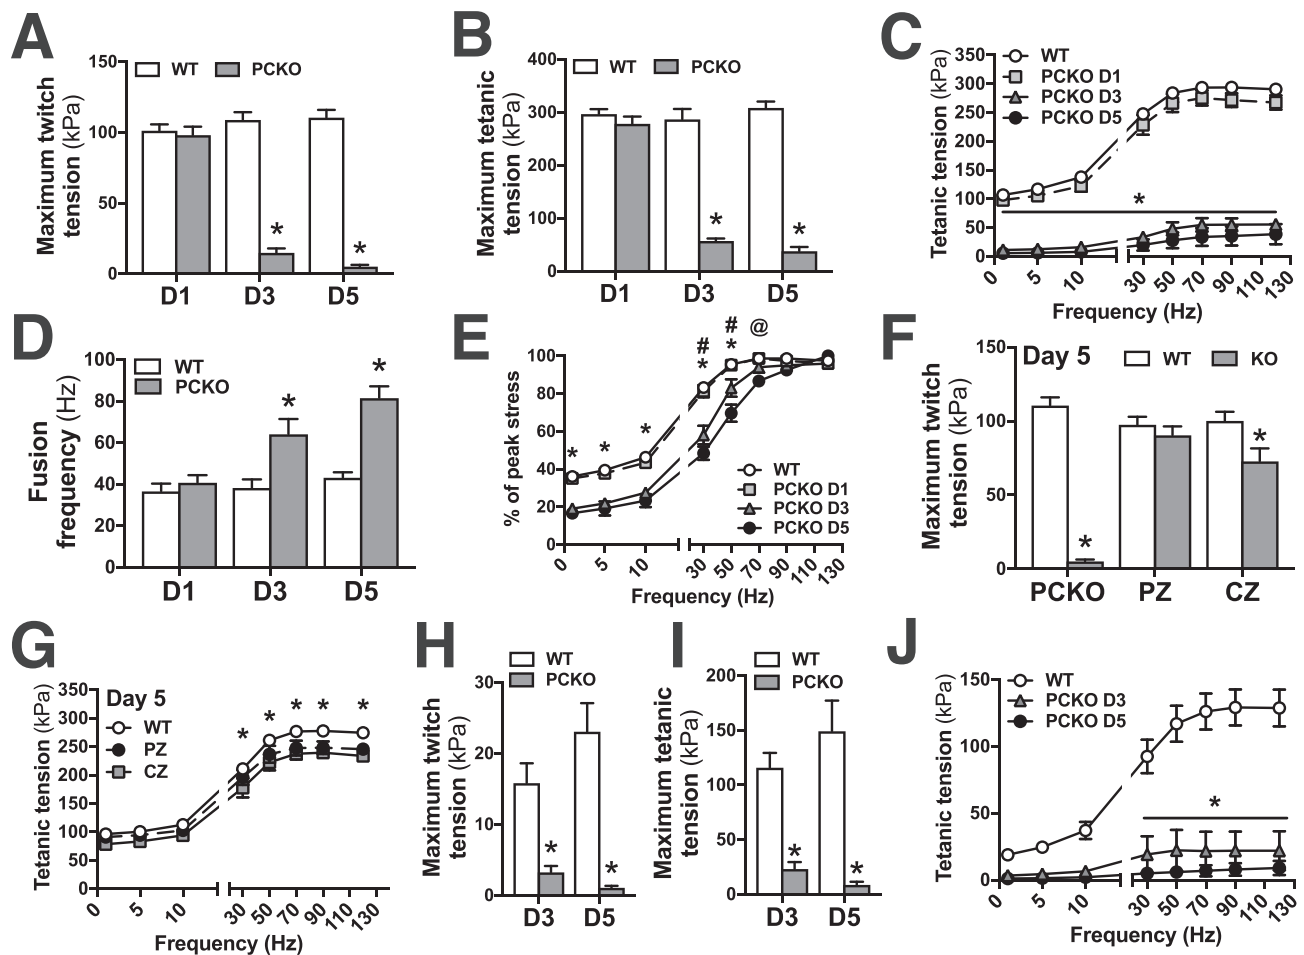 A
Maximum twitch
tension (kPa)
150
100
50
0
WT
PCKO
*
*
D1
D3
D5
B
Maximum tetanic
tension (kPa)
400
300
200
100
0
WT
PCKO
*
*
D1
D3
D5
C
Tetanic tension (kPa)
350
300
250
200
150
100
50
0
WT
PCKO D1
PCKO D3
PCKO D5
*
0
5
10
30
50
70
90
110
130
Frequency (Hz)
D
Fusion
frequency (Hz)
100
80
60
40
20
0
WT
PCKO
*
*
D1
D3
D5
E
% of peak stress
100
80
60
40
20
0
*
*
*
#
*
#
*
@
WT
PCKO D1
PCKO D3
PCKO D5
0
5
10
30
50
70
90
110
130
Frequency (Hz)
F
Day 5
WT
KO
Maximum twitch
tension (kPa)
150
100
50
0
*
*
PCKO
PZ
CZ
G
Tetanic tension (kPa)
350
300
250
200
150
100
50
0
Day 5
WT
PZ
CZ
*
*
*
*
*
0
5
10
30
50
70
90
110
130
Frequency (Hz)
H
WT
PCKO
Maximum twitch
tension (kPa)
30
20
10
0
*
*
D3
D5
I
WT
PCKO
Maximum tetanic
tension (kPa)
200
150
100
50
0
*
*
D3
D5
J
Tetanic tension (kPa)
150
100
50
0
WT
PCKO D3
PCKO D5
*
0
5
10
30
50
70
90
110
130
Frequency (Hz)